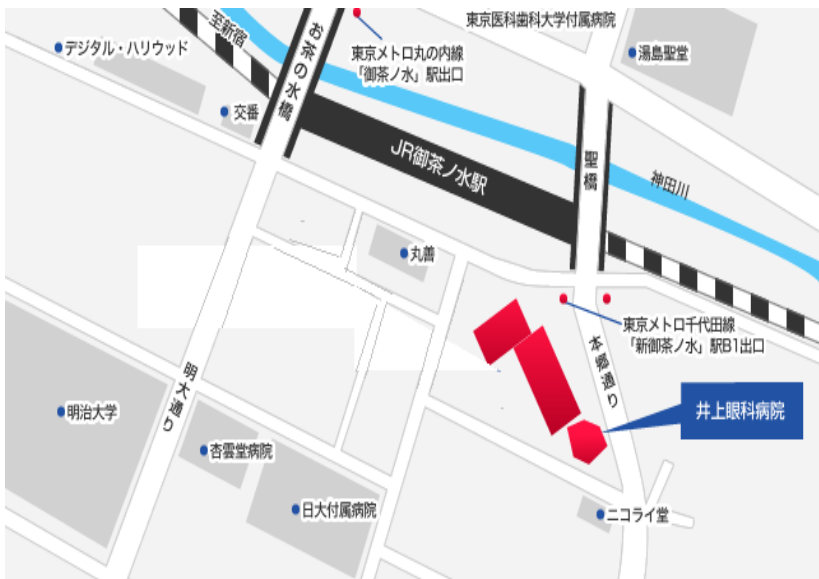 東京医科歯科大学付属病院
至新宿
お茶の水橋
デジタル・ハリウッド
東京メトロ丸の内線
「御茶ノ水」駅出口
湯島聖堂
交番
JR御茶ノ水駅
聖橋
神田川
丸善
東京メトロ千代田線
「新御茶ノ水」駅B1出口
本郷通り
明大通り
井上眼科病院
明治大学
杏雲堂病院
日大付属病院
ニコライ堂